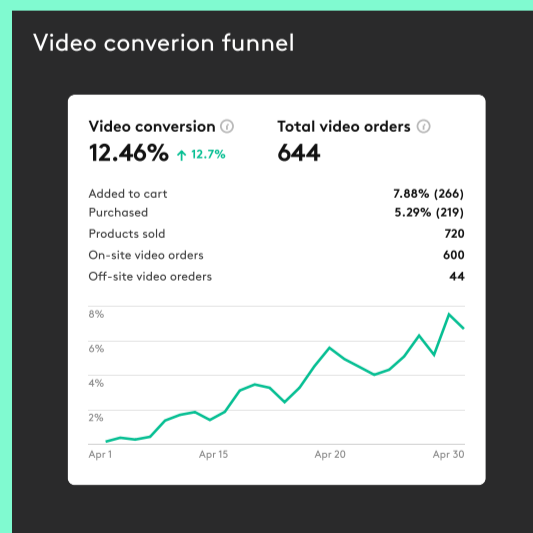 Video converion funnel
Video conversion i Total video orders i
12.46% ↑ 12.7% 644
Added to cart 7.88% (266)
Purchased 5.29% (219)
Products sold 720
On-site video orders 600
Off-site video oreders 44
8%
6%
4%
2%
Apr 1 Apr 15 Apr 20 Apr 30